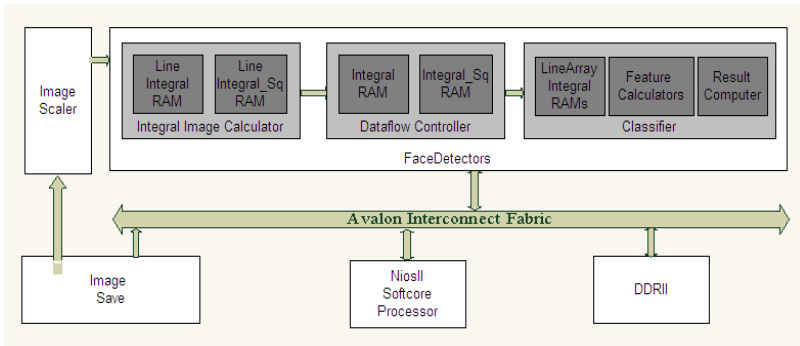 Image
Scaler
Line
Integral
RAM
Line
Integral_Sq
RAM
Integral Image Calculator
Integral
RAM
Integral_Sq
RAM
Dataflow Controller
LineArray
Integral
RAMs
Feature
Calculators
Result
Computer
Classifier
FaceDetectors
Avalon Interconnect Fabric
Image
Save
NiosII
Softcore
Processor
DDRII